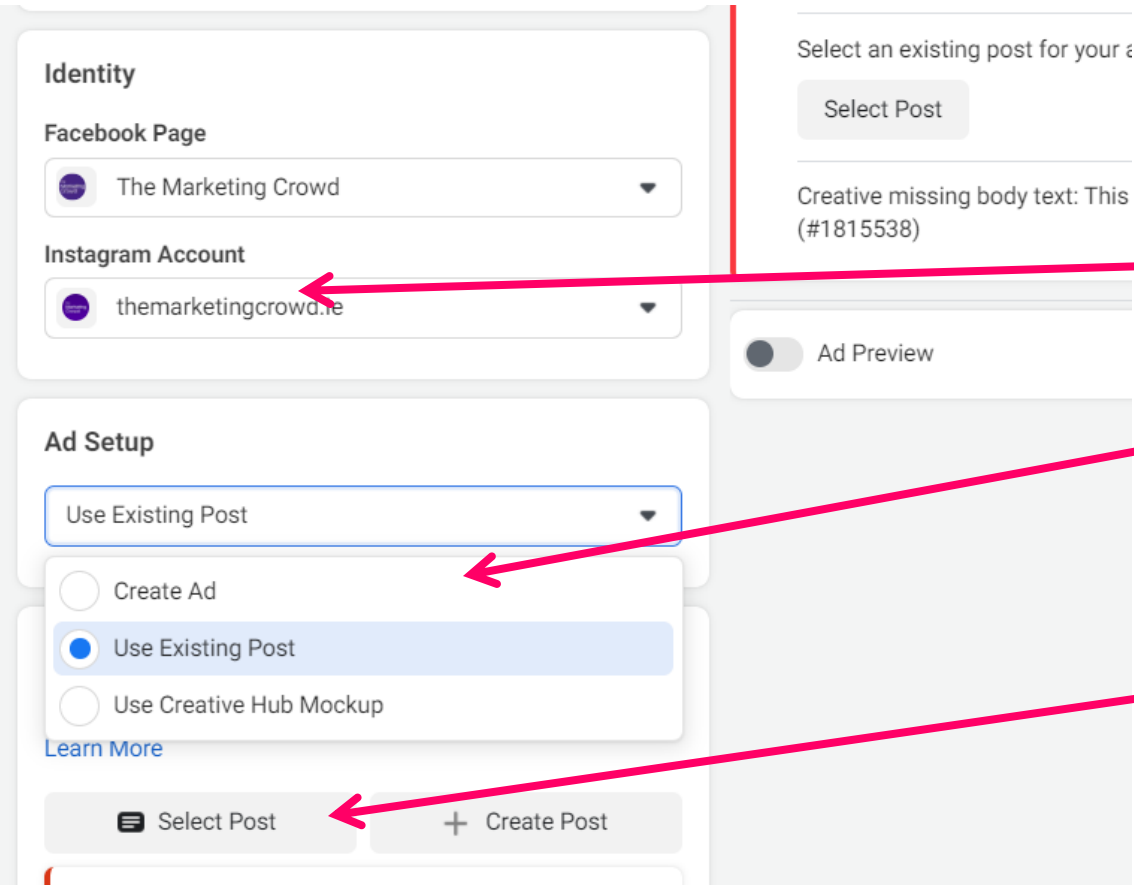 Identity
Facebook Page
The Marketing Crowd
Instagram Account
themarketingcrowd.ie
Ad Setup
Use Existing Post
Create Ad
Use Existing Post
Use Creative Hub Mockup
Learn More
Select Post
Create Post
Select an existing post for your
Select Post
Creative missing body text: This
(#1815538)
Ad Preview